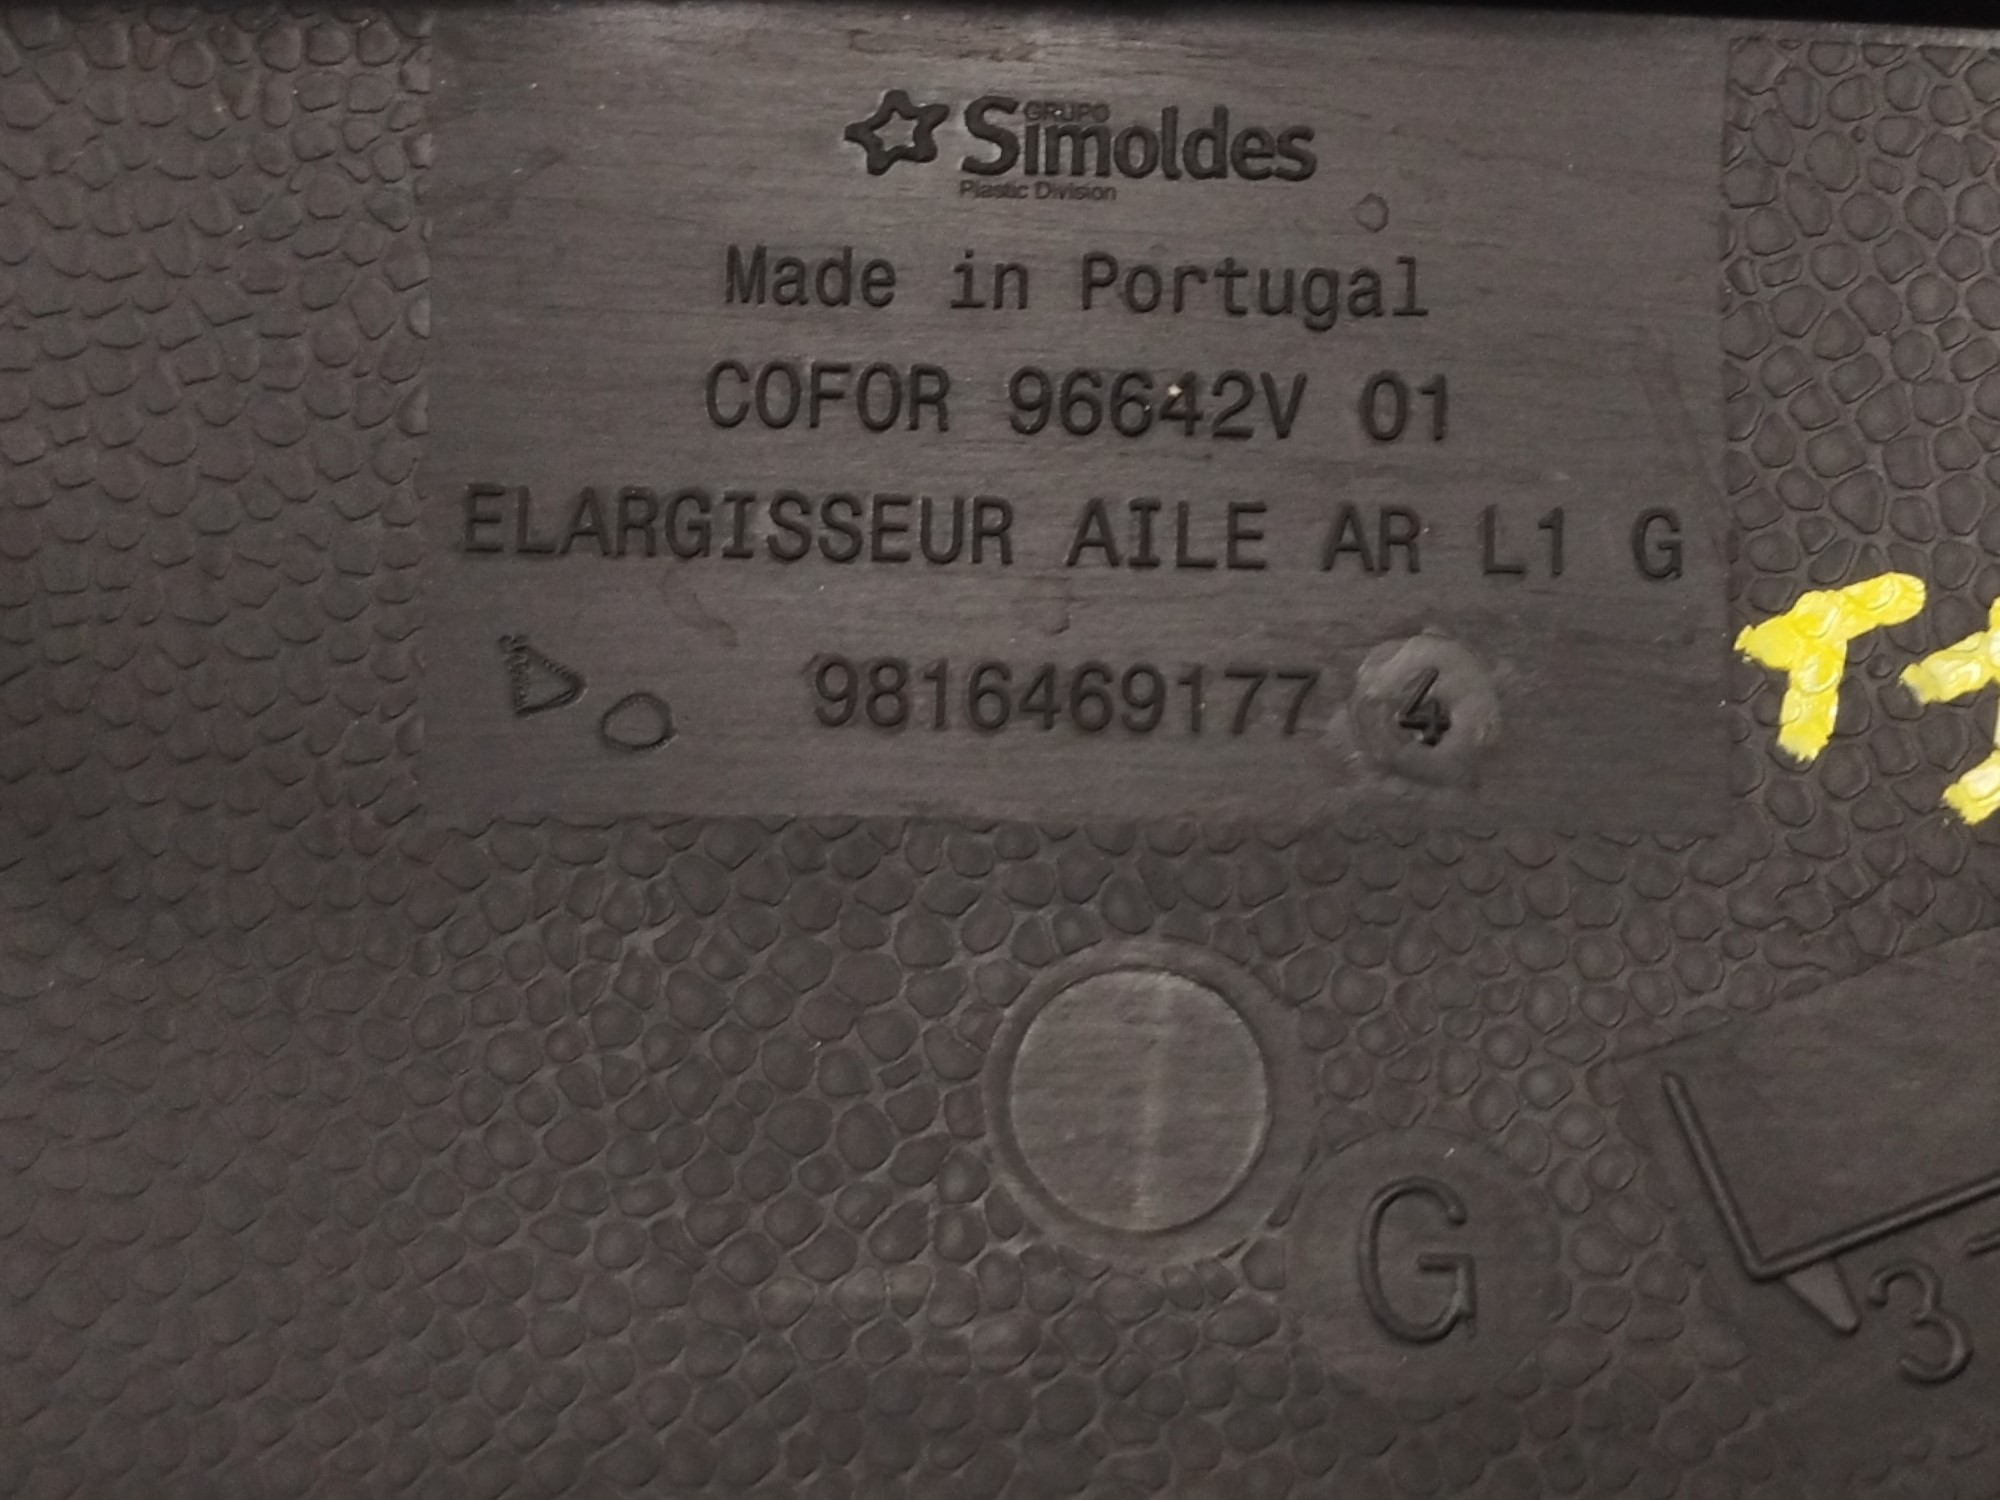 GRUPO
Simoldes
Plastic Division
Made in Portugal
COFOR 96642V 01
ELARGISSEUR AILE AR L1 G
9816469177 4
G
3